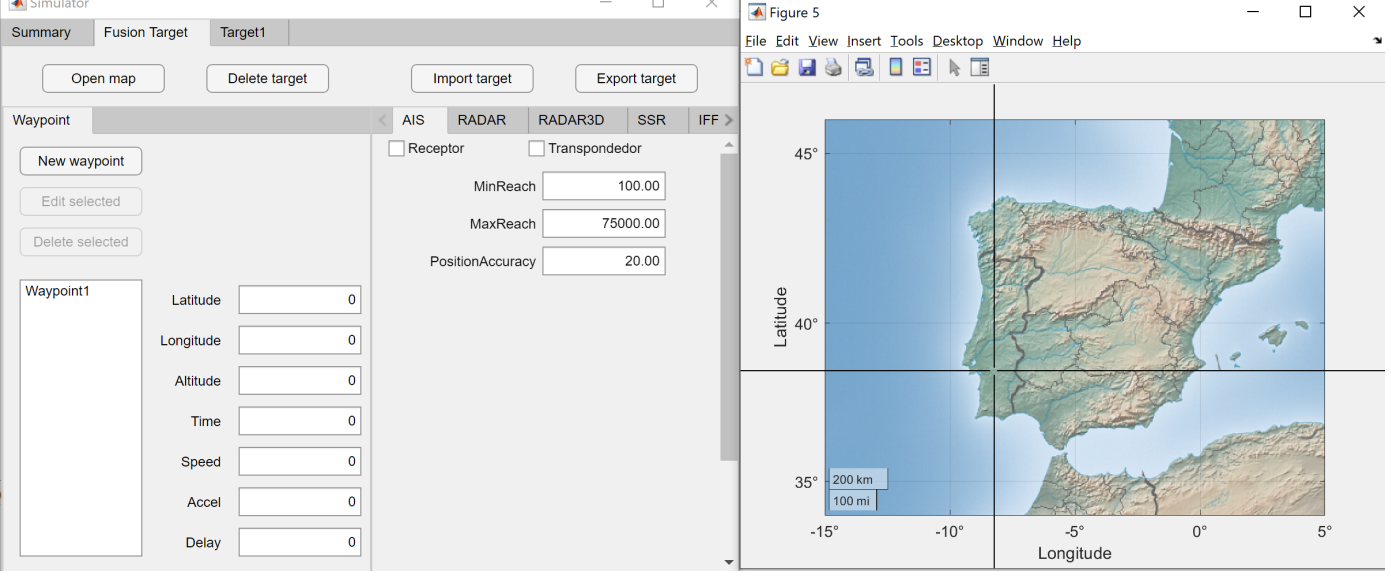 Simulator
Summary Fusion Target Target1
Open map Delete target Import target Export target
Waypoint
New waypoint
Edit selected
Delete selected
Waypoint1
Latitude 0
Longitude 0
Altitude 0
Time 0
Speed 0
Accel 0
Delay 0
AIS RADAR RADAR3D SSR IFF
Receptor Transpondedor
MinReach 100.00
MaxReach 75000.00
PositionAccuracy 20.00
Figure 5
File Edit View Insert Tools Desktop Window Help
45°
40°
35°
Latitude
200 km
100 mi
-15° -10° -5° 0° 5°
Longitude